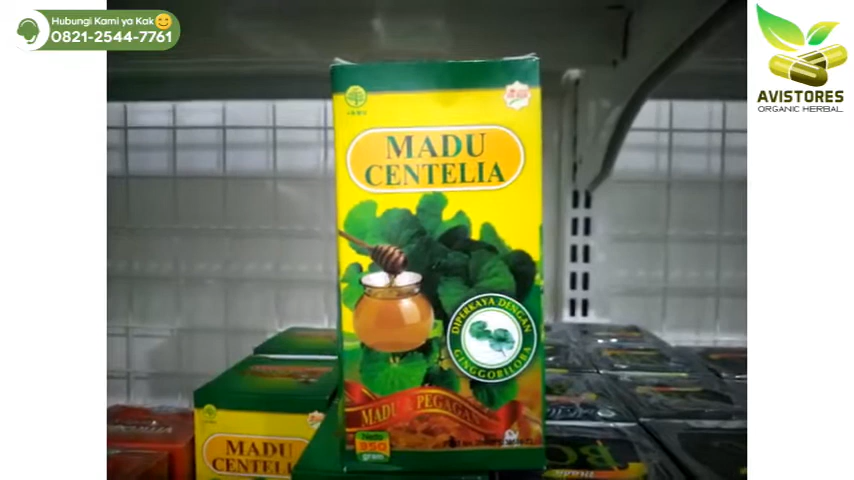 Hubungi Kami ya Kak
0821-2544-7761
AVISTORES
ORGANIC HERBAL
MADU
CENTELIA
DIPERKAYA DENGAN
GINGGOBILOBA
MADU PEGAGAN
Netto
350
gram
MADU
CENTELIA